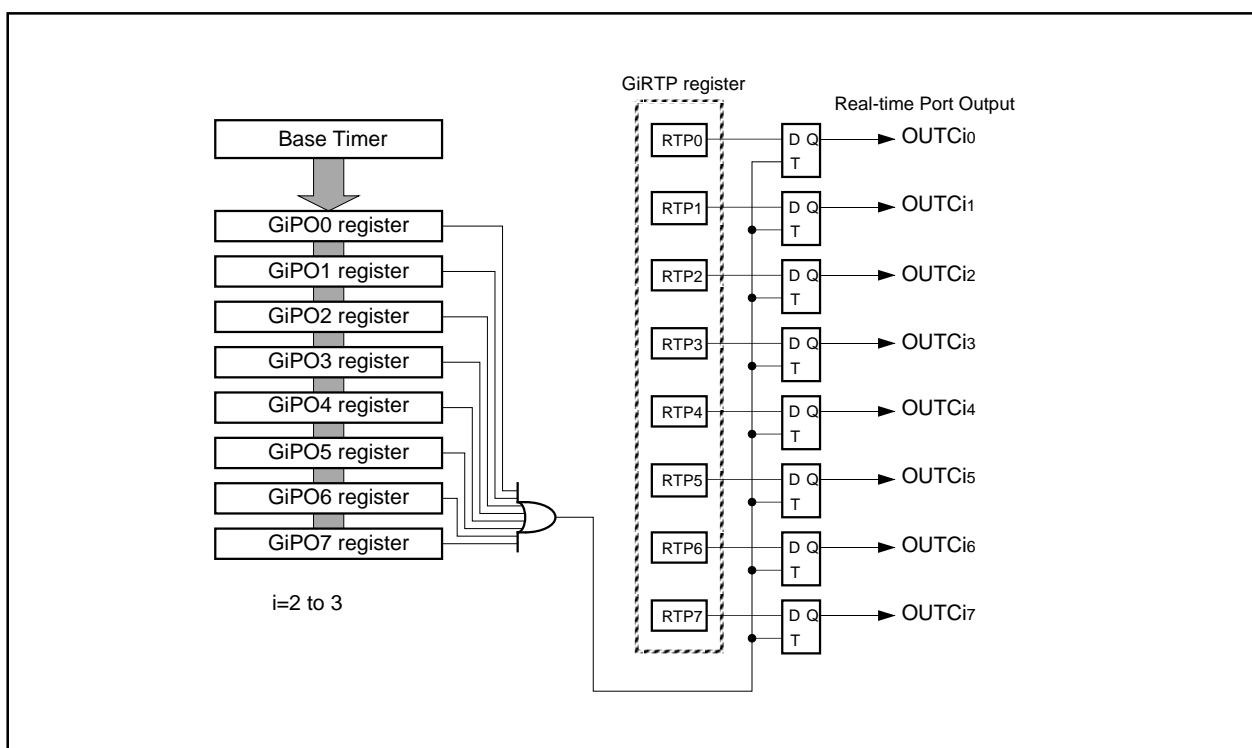 GiRTP register
Real-time Port Output
Base Timer
GiPO0 register
GiPO1 register
GiPO2 register
GiPO3 register
GiPO4 register
GiPO5 register
GiPO6 register
GiPO7 register
i=2 to 3
RTP0
D Q
T
OUTCi0
RTP1
D Q
T
OUTCi1
RTP2
D Q
T
OUTCi2
RTP3
D Q
T
OUTCi3
RTP4
D Q
T
OUTCi4
RTP5
D Q
T
OUTCi5
RTP6
D Q
T
OUTCi6
RTP7
D Q
T
OUTCi7